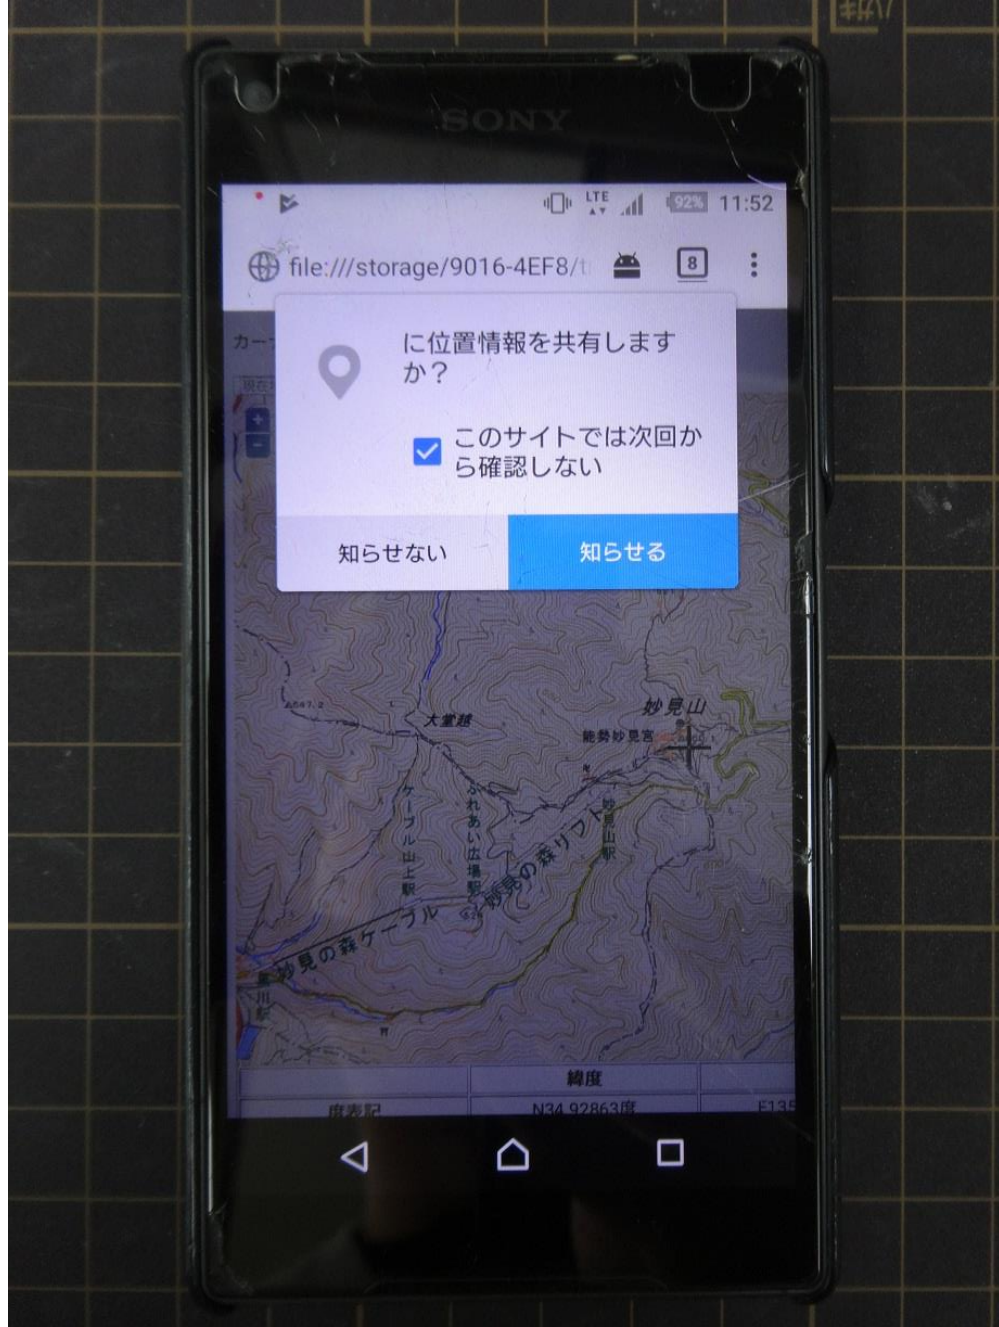 ハガキ
SONY
LTE
92%
11:52
file:///storage/9016-4EF8/
8
に位置情報を共有します
か？
このサイトでは次回か
ら確認しない
知らせない
知らせる
+
-
妙見山
大堂越
能勢妙見宮
ケーブル山上駅
ふれあい広場駅
妙見山駅
妙見の森リフト
妙見の森ケーブル
緯度
度表記
N34.92863度
E135